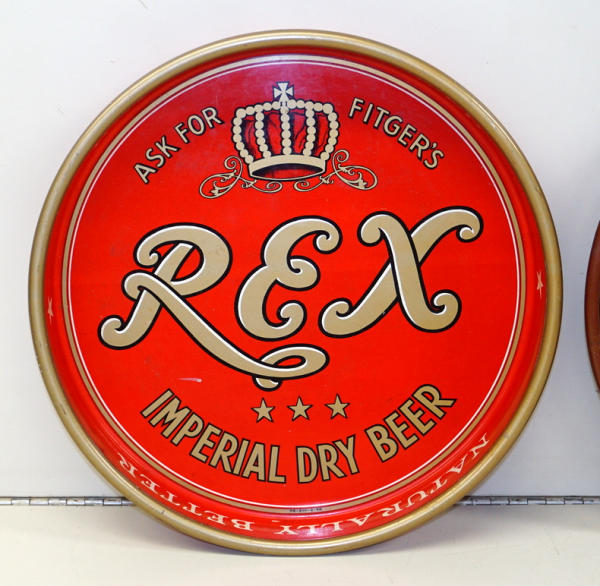 ASK FOR FITGER'S
REX
IMPERIAL DRY BEER
NATURALLY BETTER